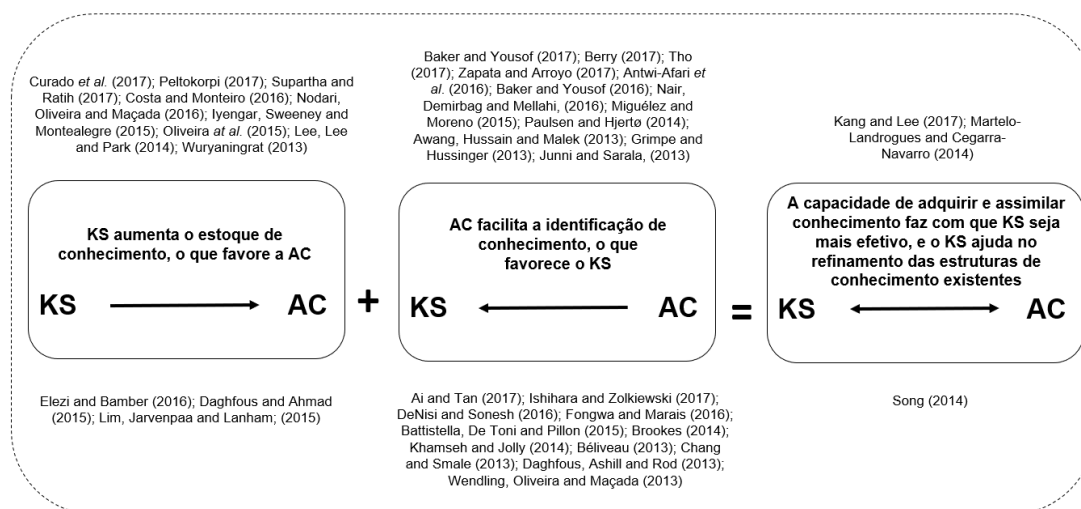 Curado et al. (2017); Peltokorpi (2017); Supartha and
Ratih (2017); Costa and Monteiro (2016); Nodari,
Oliveira and Maçada (2016); Iyengar, Sweeney and
Montealegre (2015); Oliveira at al. (2015); Lee, Lee
and Park (2014); Wuryaningrat (2013)
KS aumenta o estoque de
conhecimento, o que favore a AC
KS
AC
Elezi and Bamber (2016); Daghfous and Ahmad
(2015); Lim, Jarvenpaa and Lanham; (2015)
+
Baker and Yousof (2017); Berry (2017); Tho
(2017); Zapata and Arroyo (2017); Antwi-Afari et
al. (2016); Baker and Yousof (2016); Nair,
Demirbag and Mellahi, (2016); Miguélez and
Moreno (2015); Paulsen and Hjertø (2014);
Awang, Hussain and Malek (2013); Grimpe and
Hussinger (2013); Junni and Sarala, (2013)
AC facilita a identificação de
conhecimento, o que
favorece o KS
KS
AC
Ai and Tan (2017); Ishihara and Zolkiewski (2017);
DeNisi and Sonesh (2016); Fongwa and Marais (2016);
Battistella, De Toni and Pillon (2015); Brookes (2014);
Khamseh and Jolly (2014); Béliveau (2013); Chang
and Smale (2013); Daghfous, Ashill and Rod (2013);
Wendling, Oliveira and Maçada (2013)
=
Kang and Lee (2017); Martelo-
Landrogues and Cegarra-
Navarro (2014)
A capacidade de adquirir e assimilar
conhecimento faz com que KS seja
mais efetivo, e o KS ajuda no
refinamento das estruturas de
conhecimento existentes
KS
AC
Song (2014)